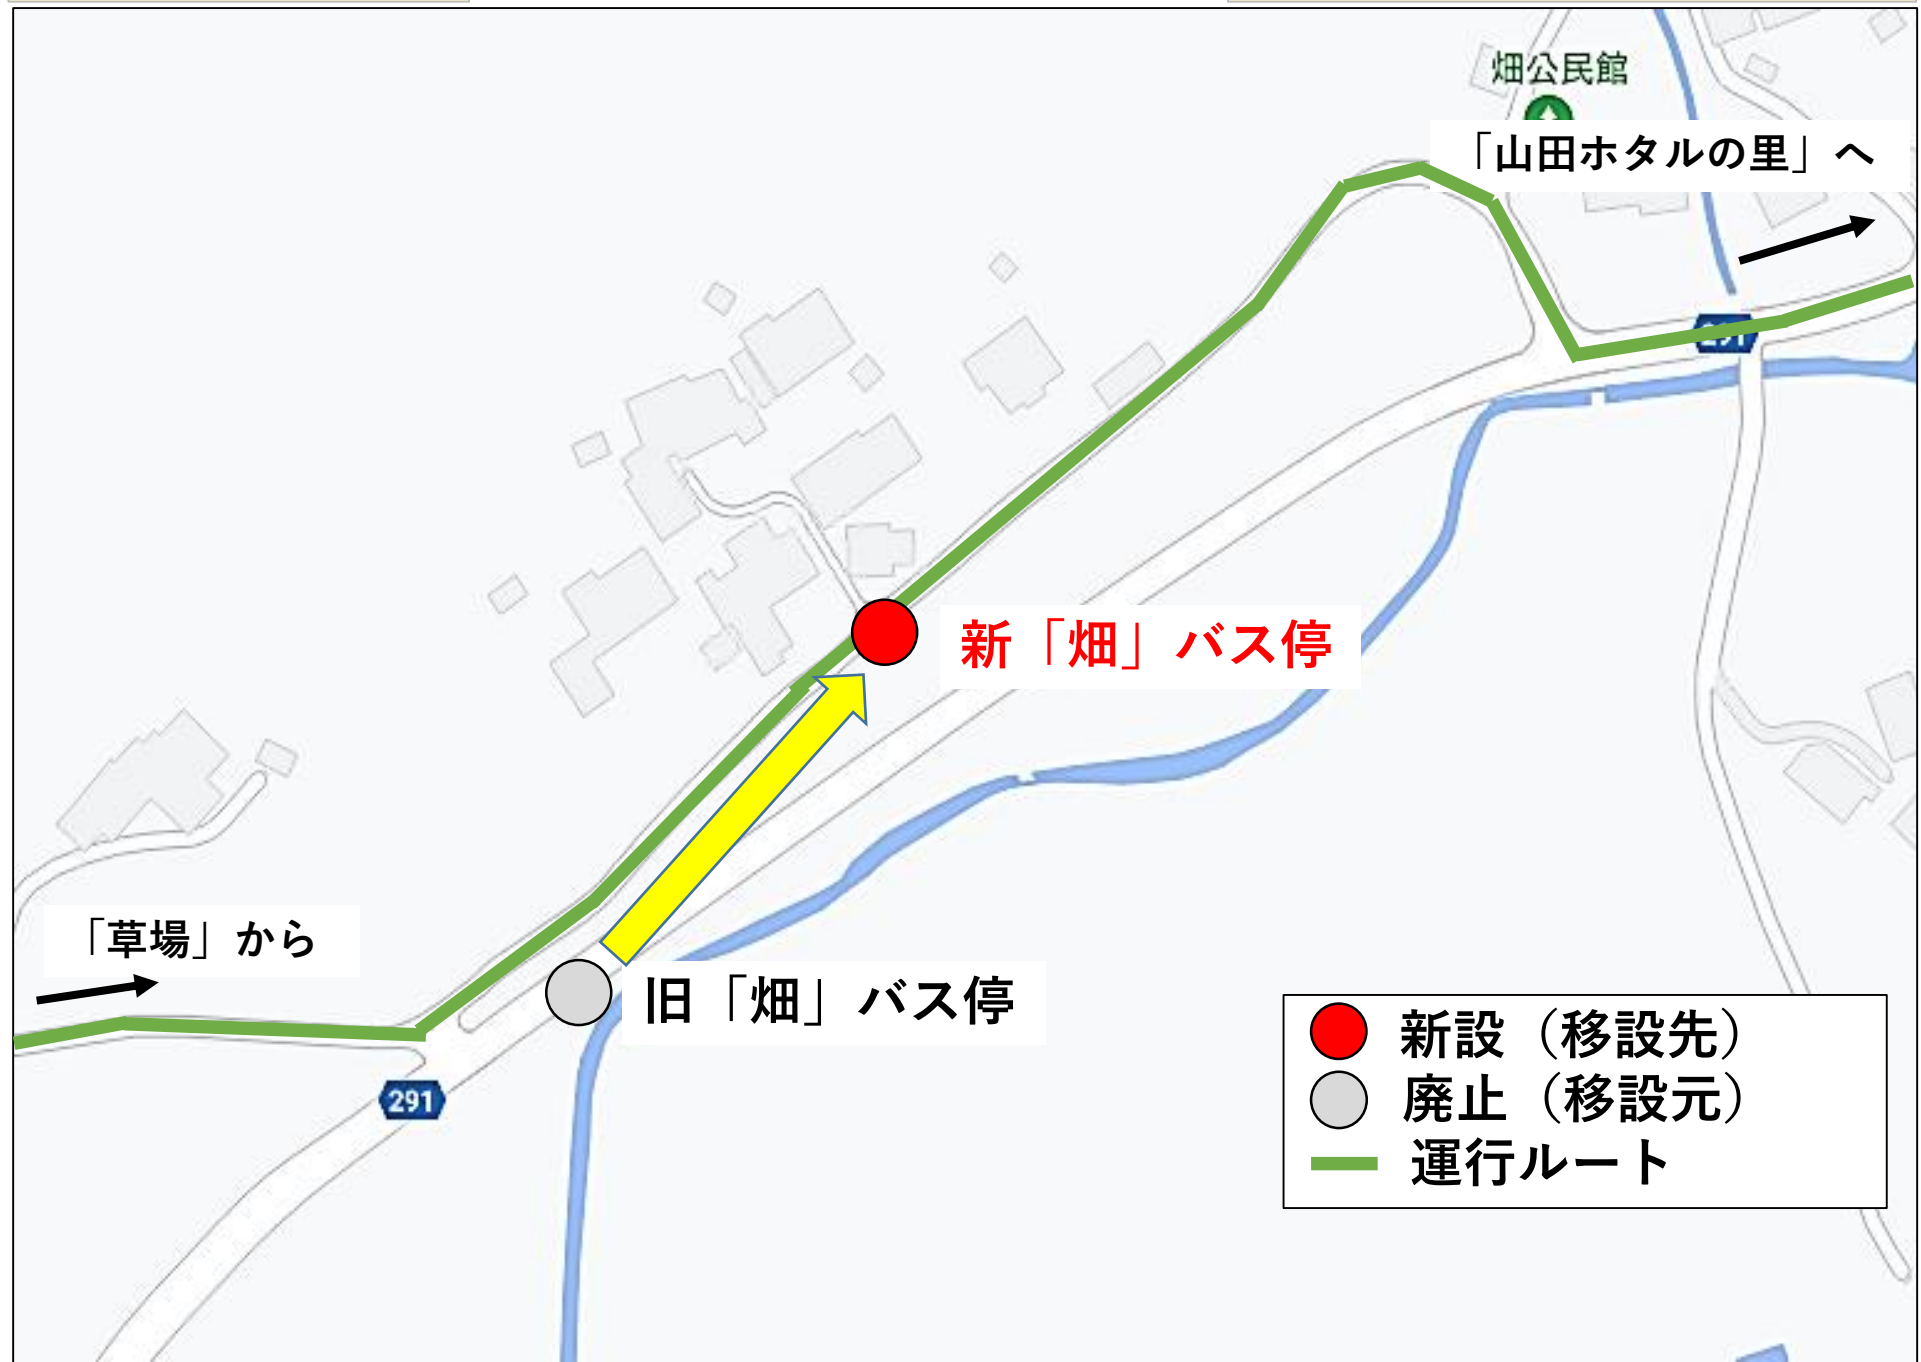 畑公民館
「山田ホタルの里」へ
291
新「畑」バス停
「草場」から
旧「畑」バス停
291
新設（移設先）
廃止（移設元）
運行ルート